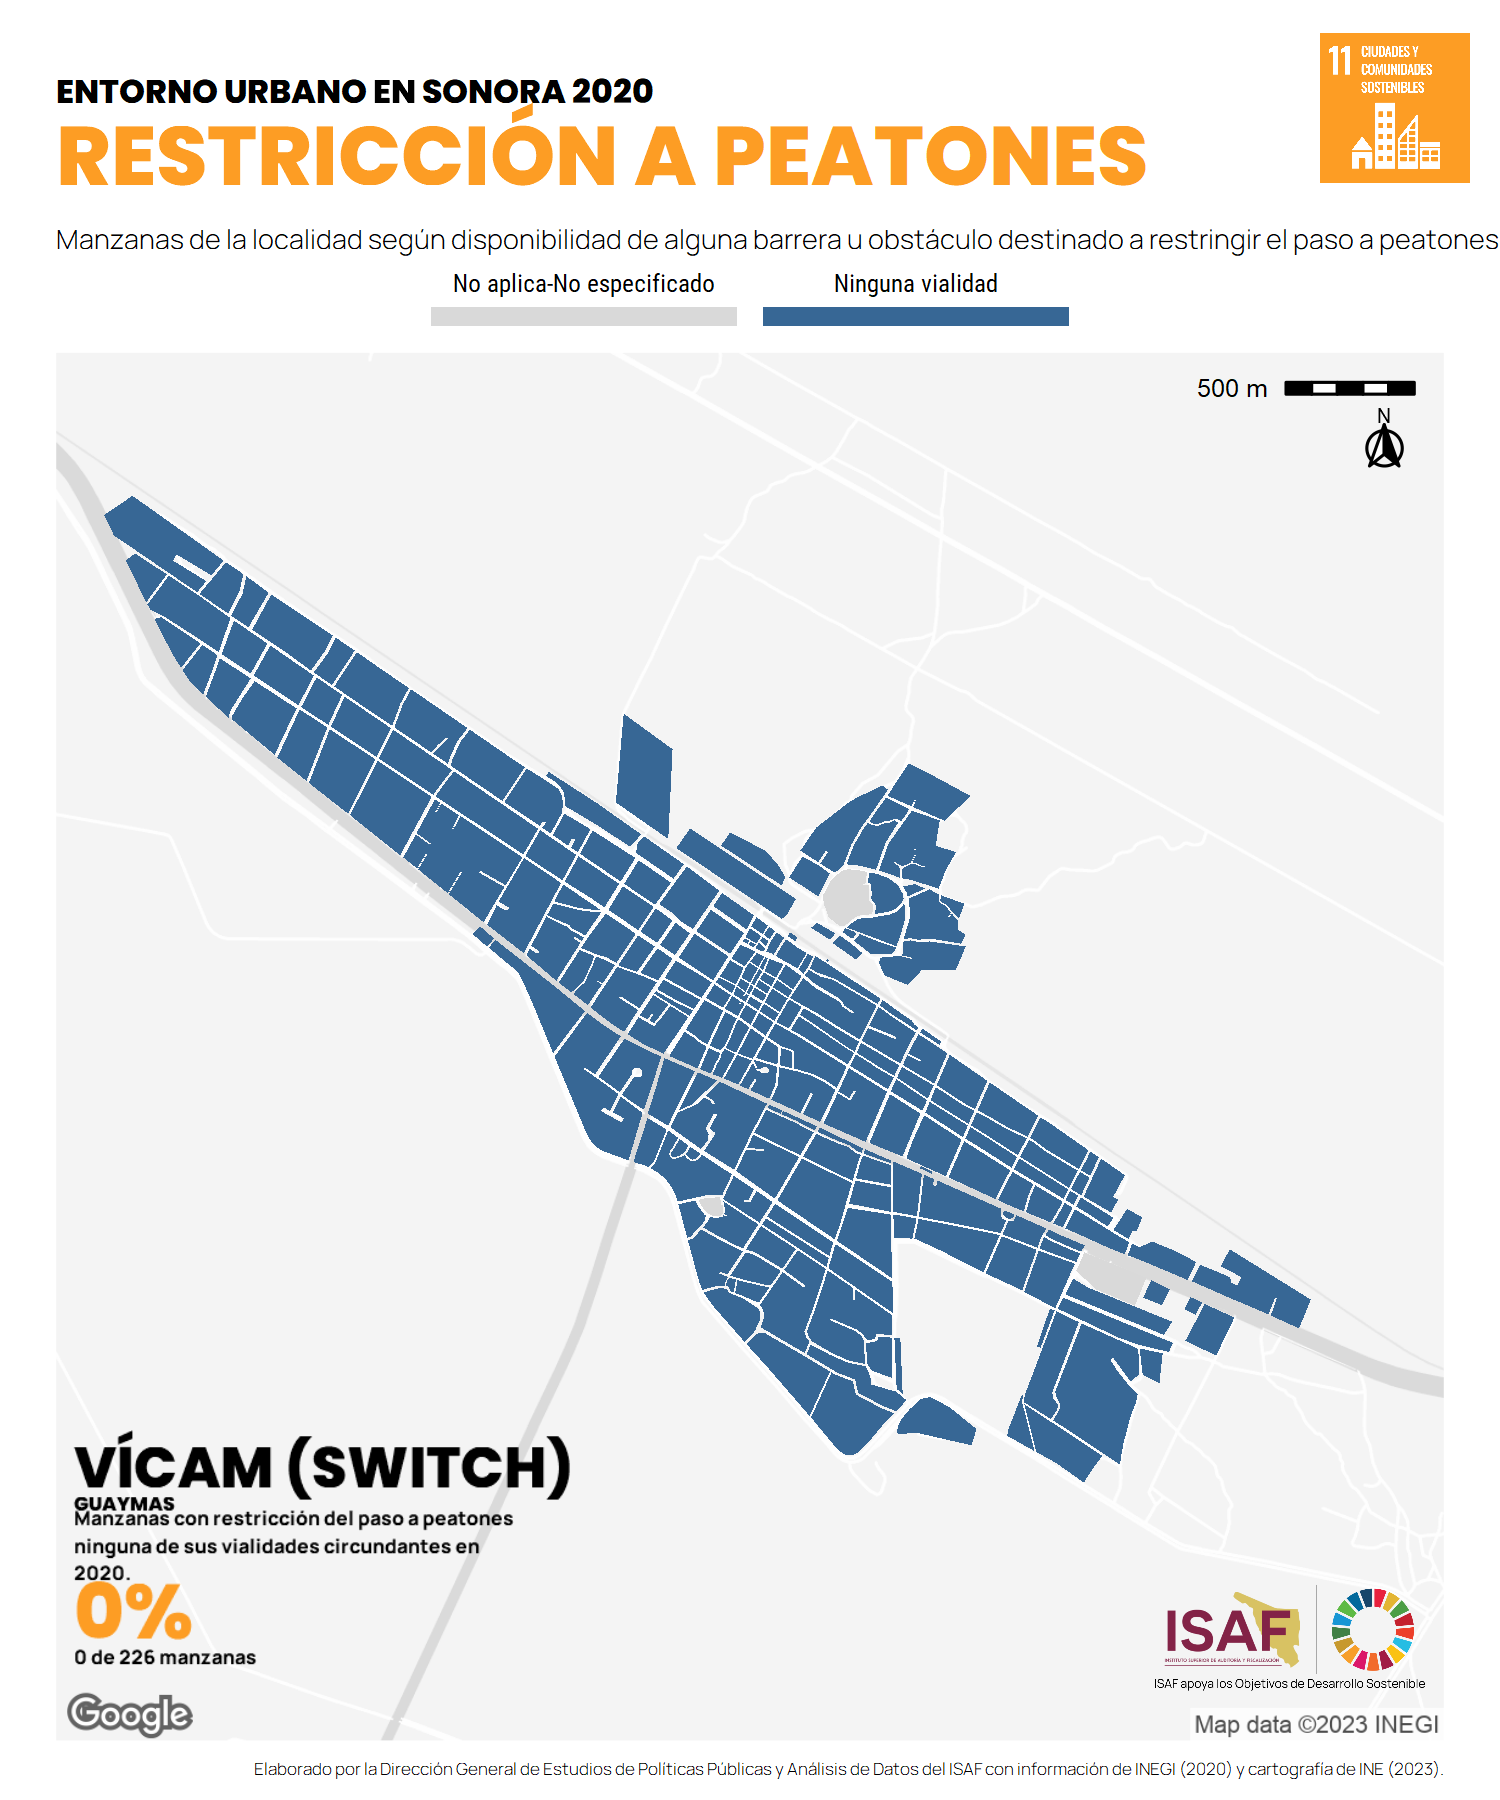 11 CIUDADES Y
COMUNIDADES
SOSTENIBLES
ENTORNO URBANO EN SONORA 2020
RESTRICCIÓN A PEATONES
Manzanas de la localidad según disponibilidad de alguna barrera u obstáculo destinado a restringir el paso a peatones
No aplica-No especificado
Ninguna vialidad
500 m
N
VÍCAM (SWITCH)
GUAYMAS
Manzanas con restricción del paso a peatones
ninguna de sus vialidades circundantes en
2020.
0%
0 de 226 manzanas
Google
ISAF
INSTITUTO SUPERIOR DE AUDITORÍA Y FISCALIZACIÓN
ISAF apoya los Objetivos de Desarrollo Sostenible
Map data ©2023 INEGI
Elaborado por la Dirección General de Estudios de Políticas Públicas y Análisis de Datos del ISAF con información de INEGI (2020) y cartografía de INE (2023).